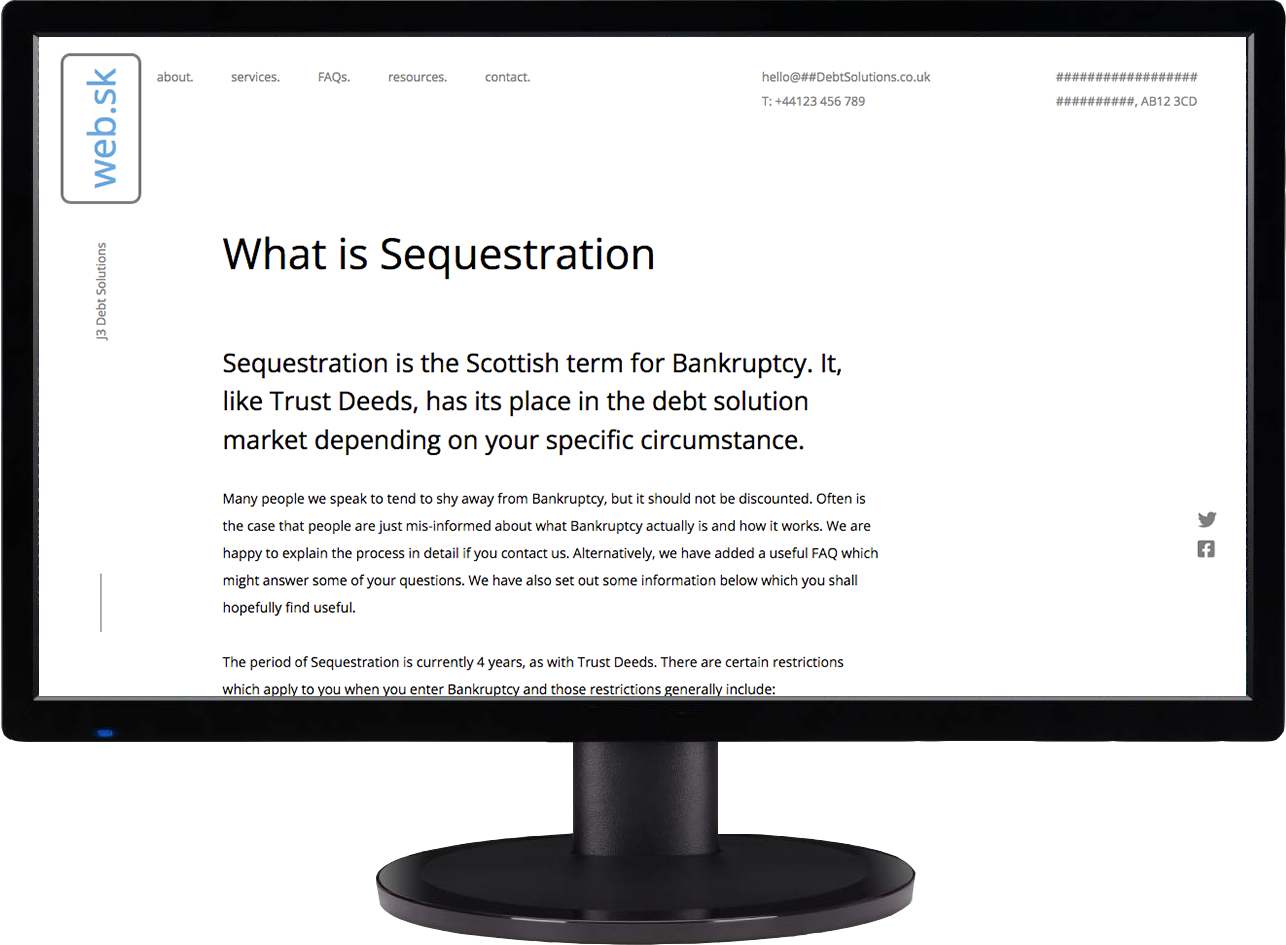 web.sk
about. services. FAQs. resources. contact.
hello@##DebtSolutions.co.uk
T: +44123 456 789
##################
##########, AB12 3CD
J3 Debt Solutions
What is Sequestration
Sequestration is the Scottish term for Bankruptcy. It,
like Trust Deeds, has its place in the debt solution
market depending on your specific circumstance.
Many people we speak to tend to shy away from Bankruptcy, but it should not be discounted. Often is
the case that people are just mis-informed about what Bankruptcy actually is and how it works. We are
happy to explain the process in detail if you contact us. Alternatively, we have added a useful FAQ which
might answer some of your questions. We have also set out some information below which you shall
hopefully find useful.
The period of Sequestration is currently 4 years, as with Trust Deeds. There are certain restrictions
which apply to you when you enter Bankruptcy and those restrictions generally include: